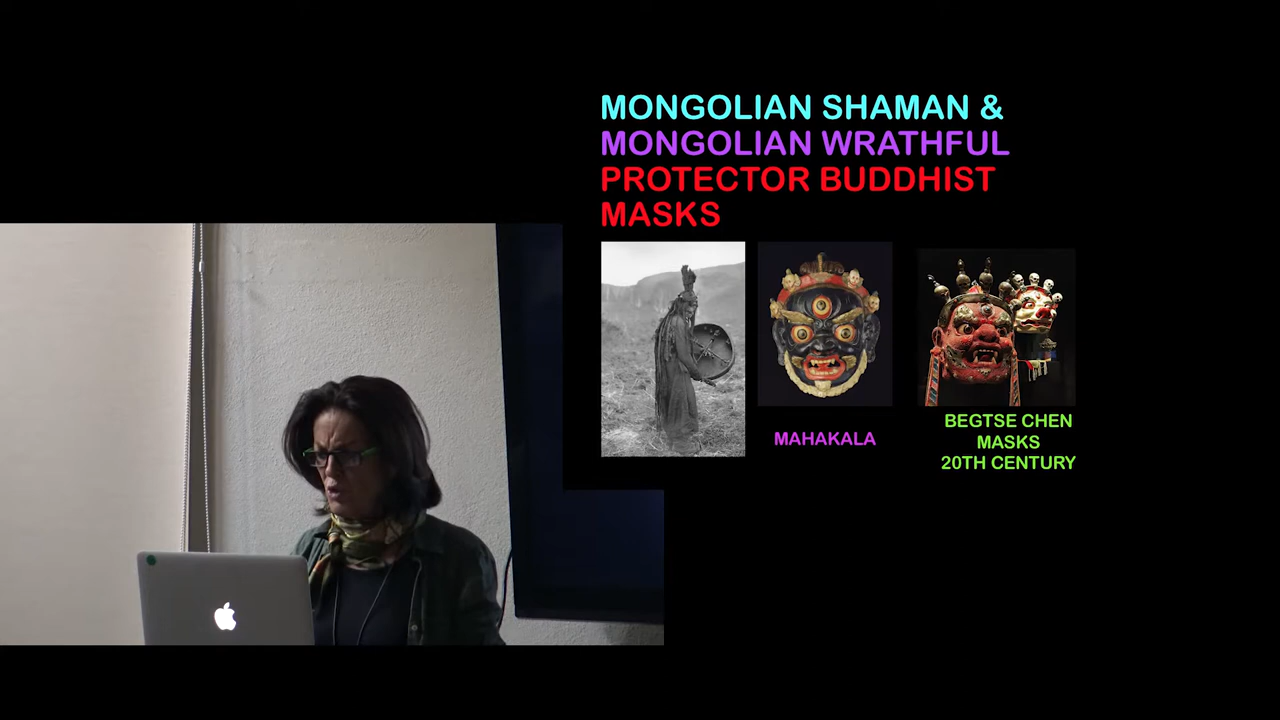 MONGOLIAN SHAMAN &
MONGOLIAN WRATHFUL
PROTECTOR BUDDHIST
MASKS
MAHAKALA
BEGTSE CHEN
MASKS
20TH CENTURY